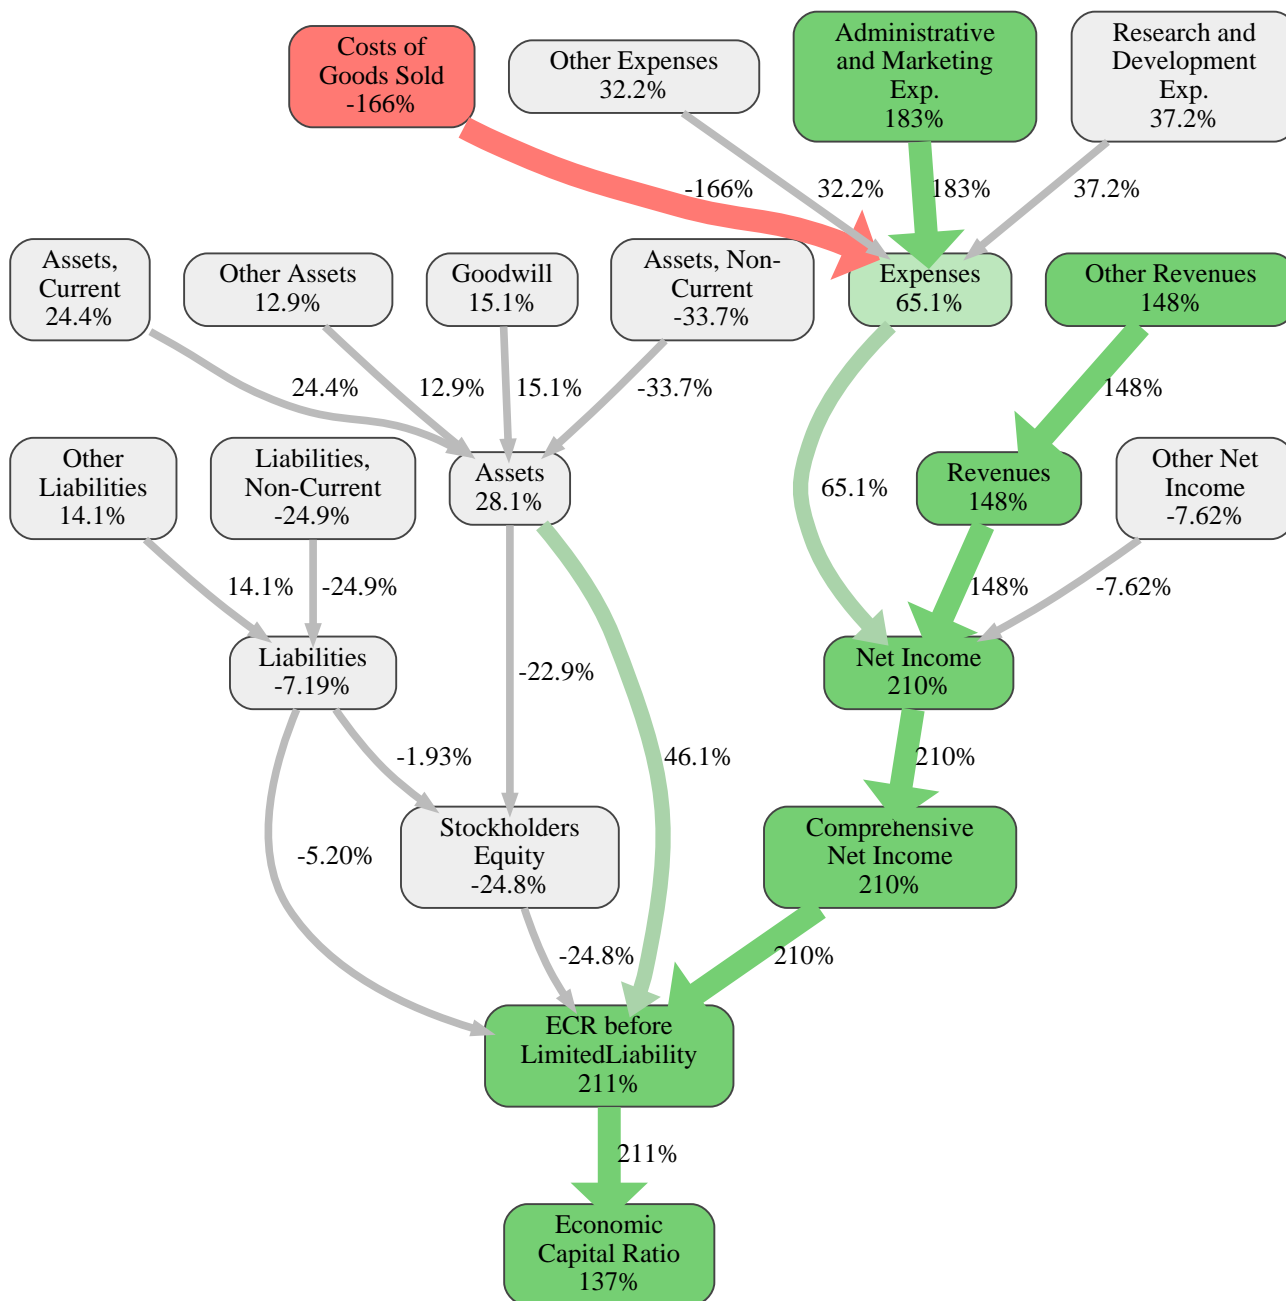 Costs of
Goods Sold
-166%
Other Expenses
32.2%
Administrative
and Marketing
Exp.
183%
Research and
Development
Exp.
37.2%
-166%
32.2%
183%
37.2%
Assets,
Current
24.4%
Other Assets
12.9%
Goodwill
15.1%
Assets, Non-
Current
-33.7%
Expenses
65.1%
Other Revenues
148%
24.4%
12.9%
15.1%
-33.7%
148%
Other
Liabilities
14.1%
Liabilities,
Non-Current
-24.9%
Assets
28.1%
65.1%
Revenues
148%
Other Net
Income
-7.62%
14.1%
-24.9%
148%
-7.62%
Liabilities
-7.19%
-22.9%
Net Income
210%
-1.93%
46.1%
210%
-5.20%
Stockholders
Equity
-24.8%
Comprehensive
Net Income
210%
-24.8%
210%
ECR before
LimitedLiability
211%
211%
Economic
Capital Ratio
137%